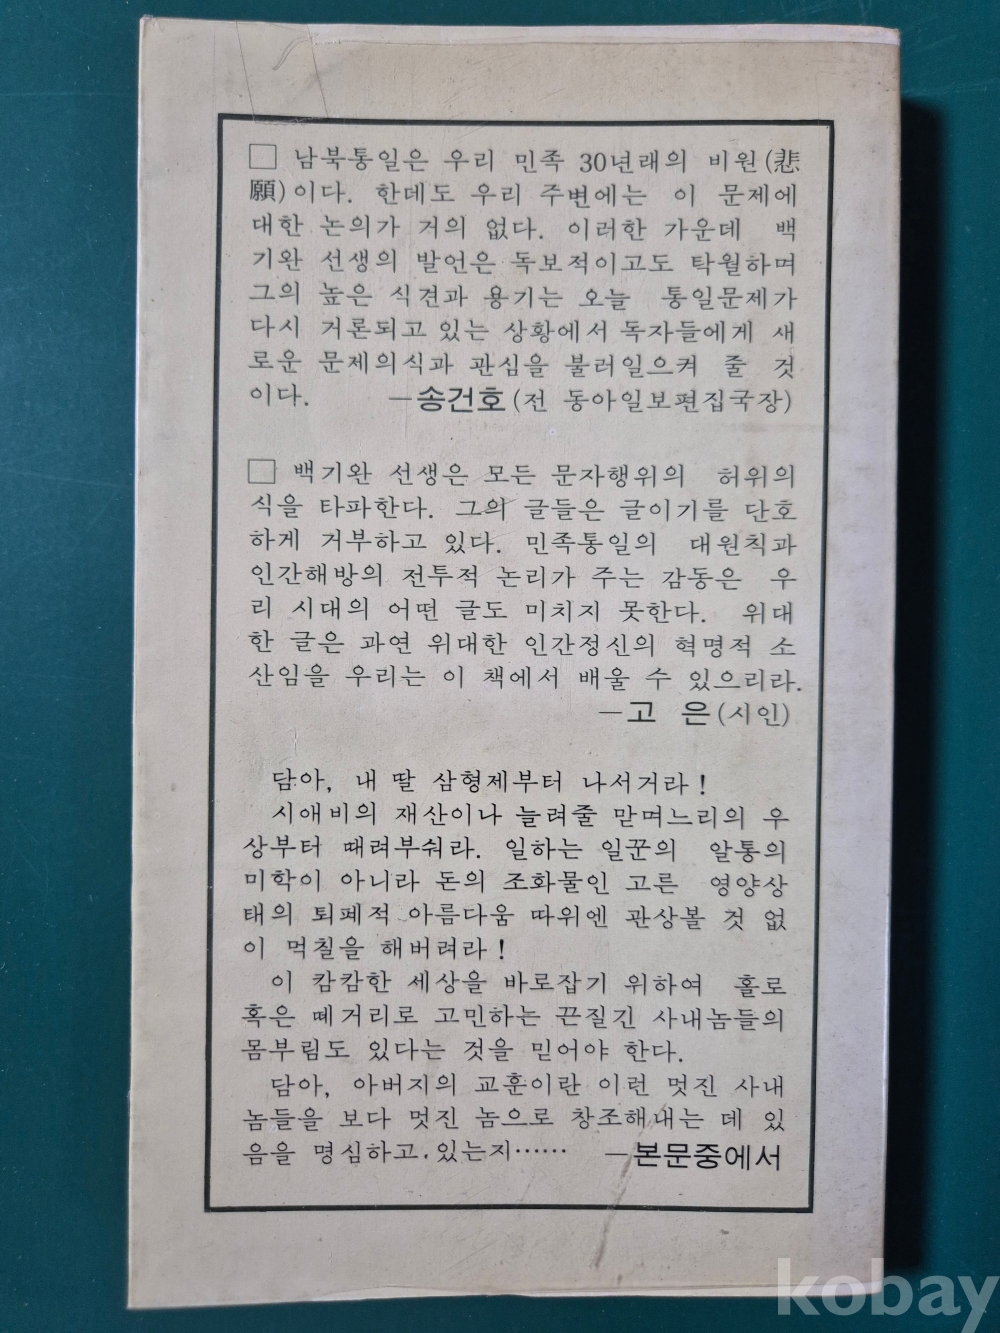 □ 남북통일은 우리 민족 30년래의 비원(悲
願)이다. 한데도 우리 주변에는 이 문제에
대한 논의가 거의 없다. 이러한 가운데 백
기완 선생의 발언은 독보적이고도 탁월하며
그의 높은 식견과 용기는 오늘 통일문제가
다시 거론되고 있는 상황에서 독자들에게 새
로운 문제의식과 관심을 불러일으켜 줄 것
이다. —송건호(전 동아일보편집국장)
□ 백기완 선생은 모든 문자행위의 허위의
식을 타파한다. 그의 글들은 글이기를 단호
하게 거부하고 있다. 민족통일의 대원칙과
인간해방의 전투적 논리가 주는 감동은 우
리 시대의 어떤 글도 미치지 못한다. 위대
한 글은 과연 위대한 인간정신의 혁명적 소
산임을 우리는 이 책에서 배울 수 있으리라.
—고 은(시인)
담아, 내 딸 삼형제부터 나서거라!
시애비의 재산이나 늘려줄 맏며느리의 우
상부터 때려부숴라. 일하는 일꾼의 알통의
미학이 아니라 돈의 조화물인 고른 영양상
태의 퇴폐적 아름다움 따위엔 관상볼 것 없
이 먹칠을 해버려라!
이 캄캄한 세상을 바로잡기 위하여 홀로
혹은 떼거리로 고민하는 끈질긴 사내놈들의
몸부림도 있다는 것을 믿어야 한다.
담아, 아버지의 교훈이란 이런 멋진 사내
놈들을 보다 멋진 놈으로 창조해내는 데 있
음을 명심하고 있는지…… —본문중에서
kobay